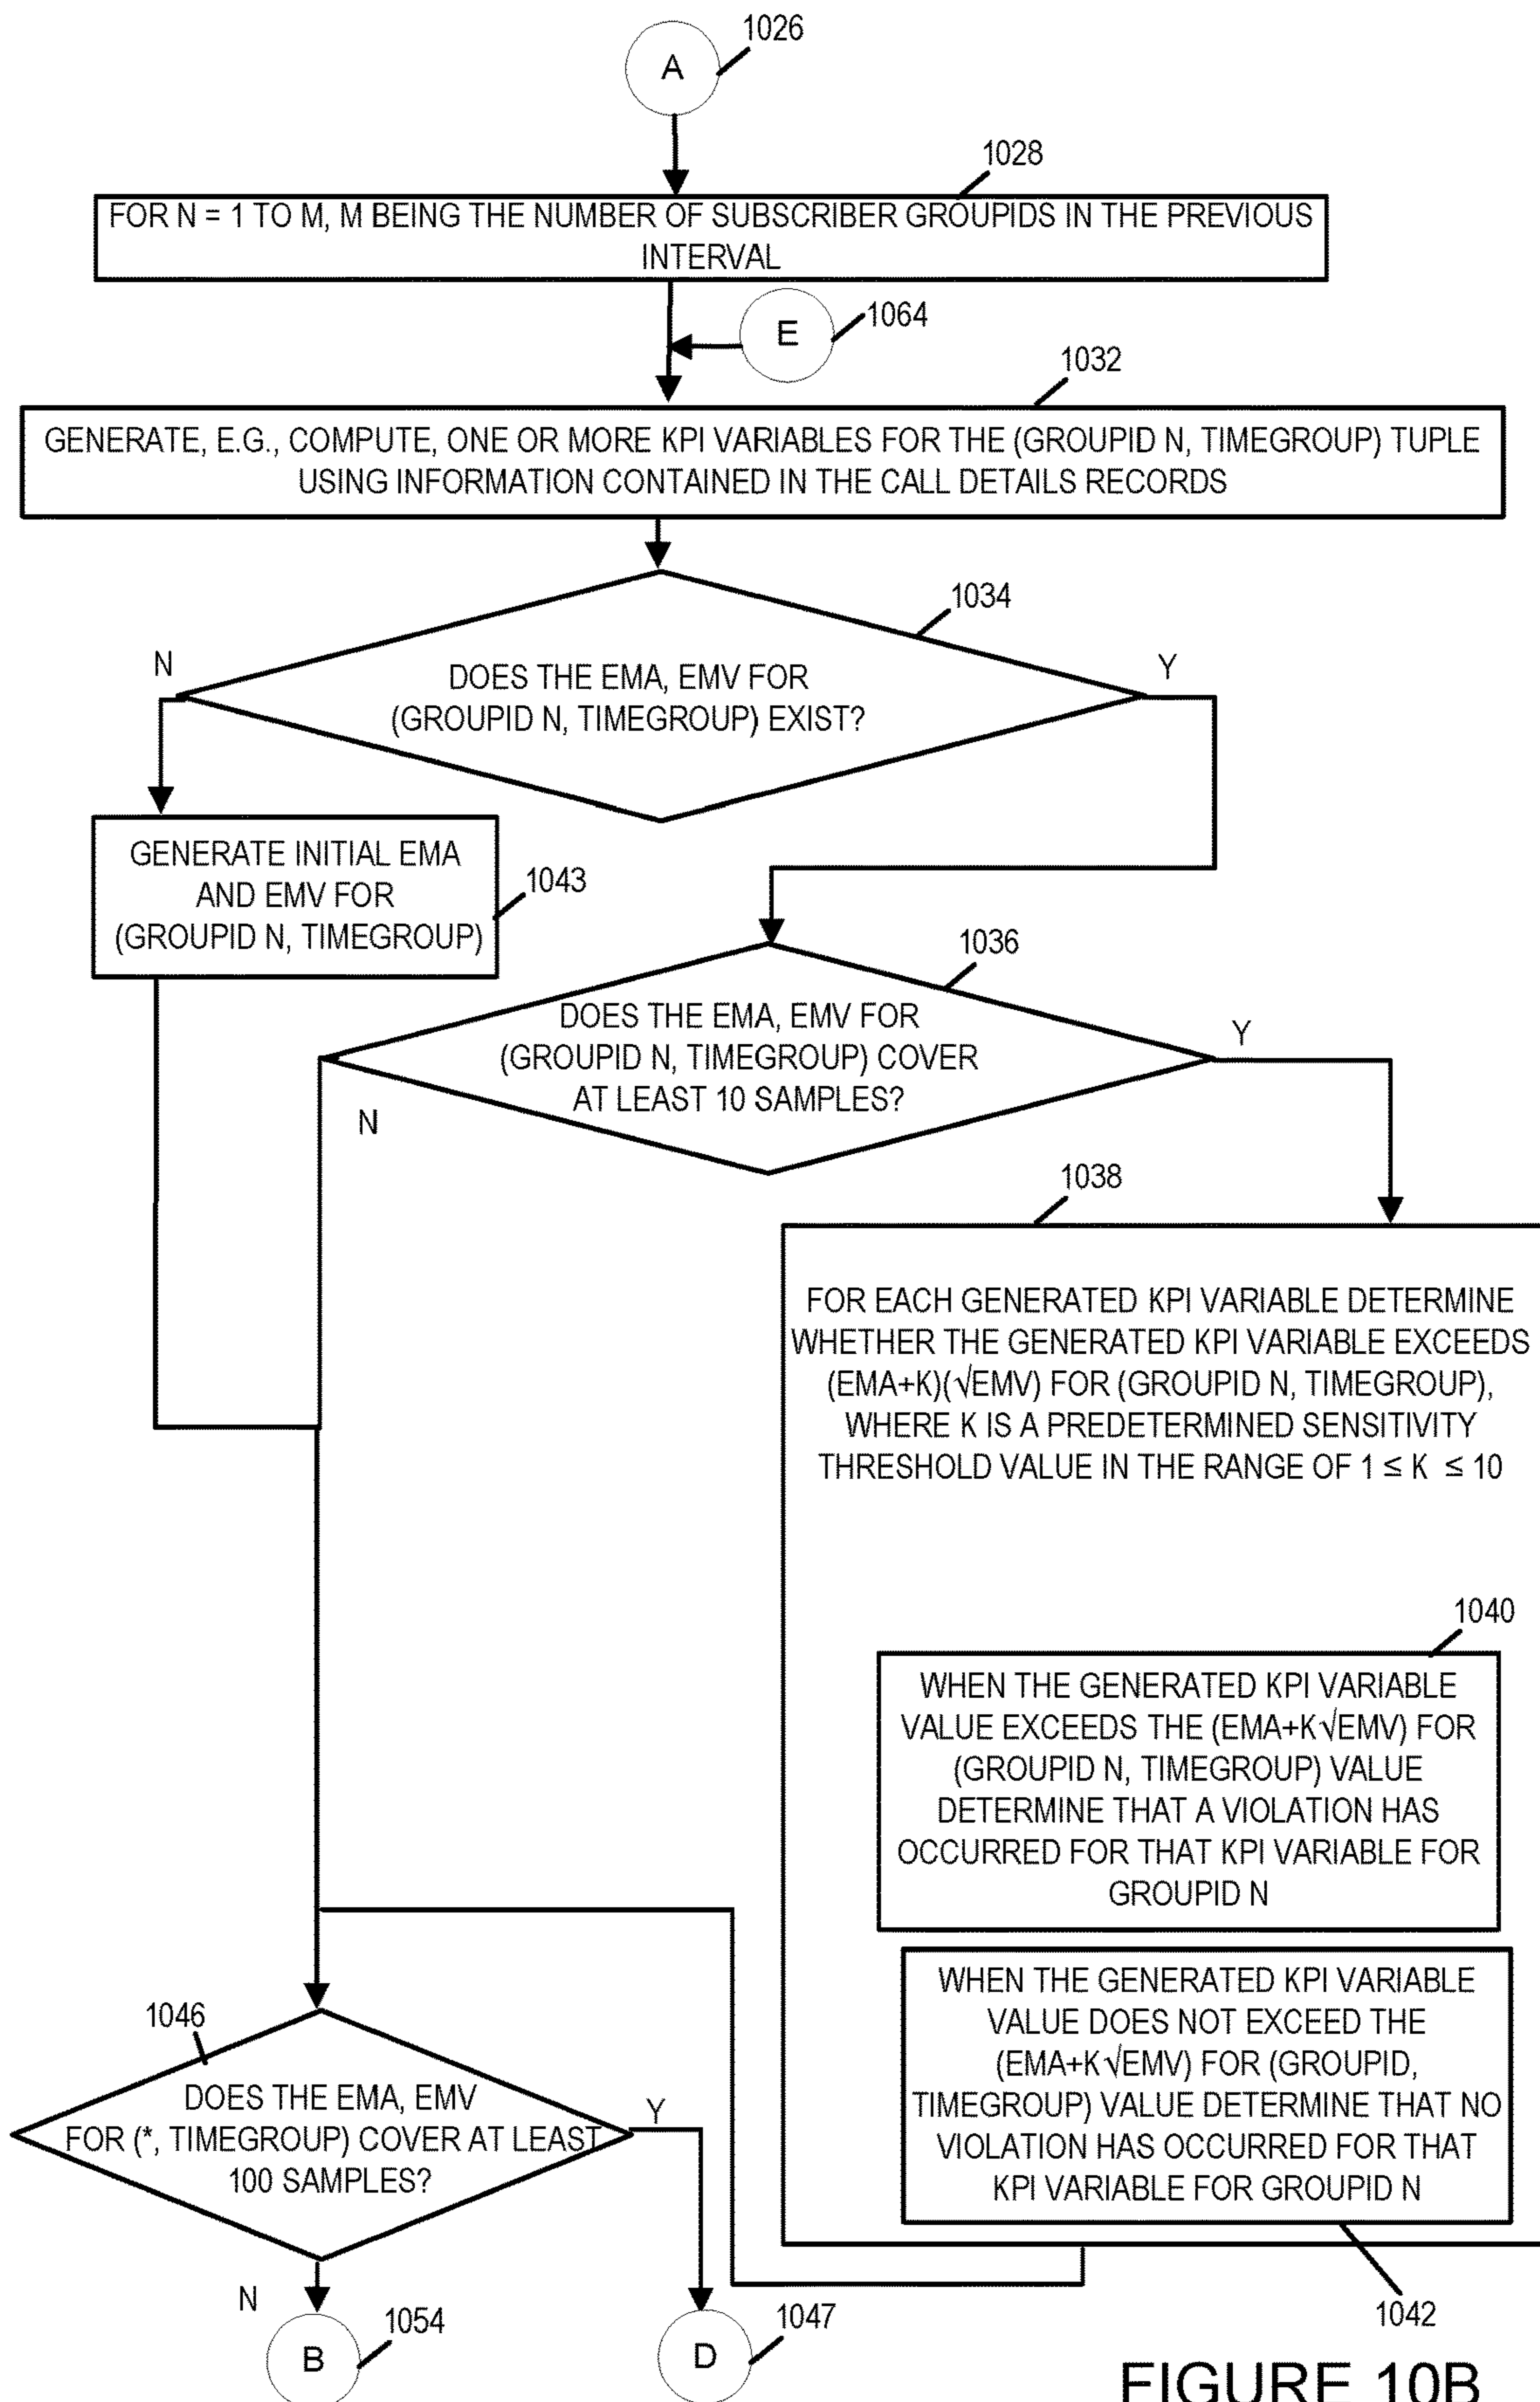 1026
A
1028
FOR N = 1 TO M, M BEING THE NUMBER OF SUBSCRIBER GROUPIDS IN THE PREVIOUS
INTERVAL
E
1064
1032
GENERATE, E.G., COMPUTE, ONE OR MORE KPI VARIABLES FOR THE (GROUPID N, TIMEGROUP) TUPLE
USING INFORMATION CONTAINED IN THE CALL DETAILS RECORDS
1034
N
Y
DOES THE EMA, EMV FOR
(GROUPID N, TIMEGROUP) EXIST?
GENERATE INITIAL EMA
AND EMV FOR
(GROUPID N, TIMEGROUP)
1043
1036
DOES THE EMA, EMV FOR
(GROUPID N, TIMEGROUP) COVER
AT LEAST 10 SAMPLES?
Y
N
1038
FOR EACH GENERATED KPI VARIABLE DETERMINE
WHETHER THE GENERATED KPI VARIABLE EXCEEDS
(EMA+K)(√EMV) FOR (GROUPID N, TIMEGROUP),
WHERE K IS A PREDETERMINED SENSITIVITY
THRESHOLD VALUE IN THE RANGE OF 1 ≤ K ≤ 10
1040
WHEN THE GENERATED KPI VARIABLE
VALUE EXCEEDS THE (EMA+K√EMV) FOR
(GROUPID N, TIMEGROUP) VALUE
DETERMINE THAT A VIOLATION HAS
OCCURRED FOR THAT KPI VARIABLE FOR
GROUPID N
WHEN THE GENERATED KPI VARIABLE
VALUE DOES NOT EXCEED THE
(EMA+K√EMV) FOR (GROUPID,
TIMEGROUP) VALUE DETERMINE THAT NO
VIOLATION HAS OCCURRED FOR THAT
KPI VARIABLE FOR GROUPID N
1042
1046
DOES THE EMA, EMV
FOR (*, TIMEGROUP) COVER AT LEAST
100 SAMPLES?
Y
N
B
1054
D
1047
FIGURE 10B